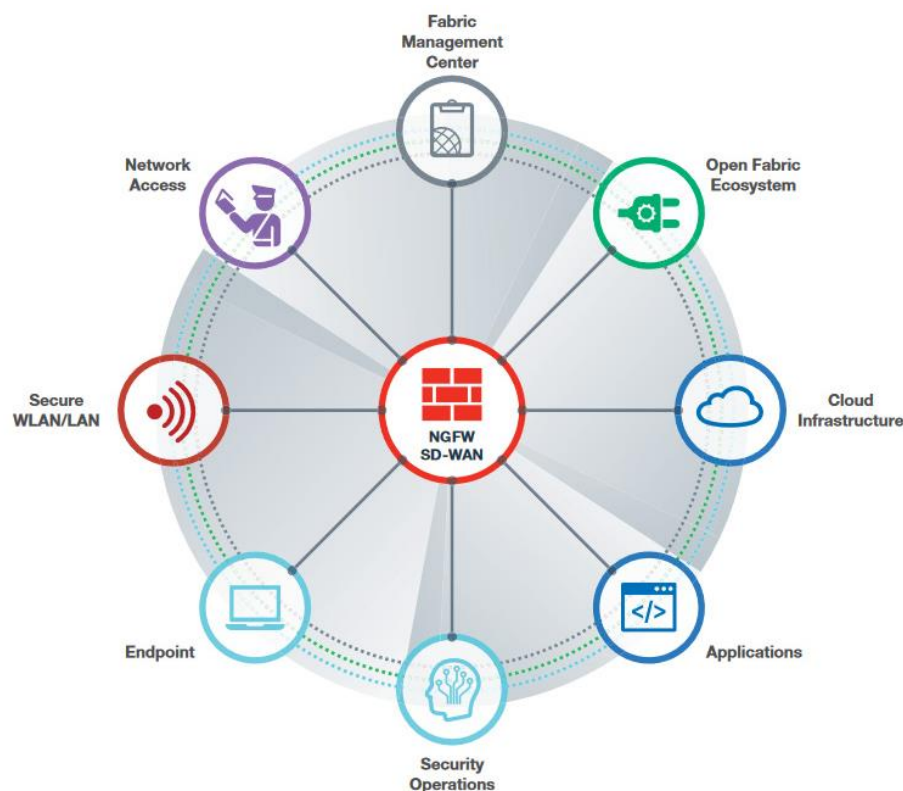 Fabric
Management
Center
Network
Access
Open Fabric
Ecosystem
Secure
WLAN/LAN
NGFW
SD-WAN
Cloud
Infrastructure
</>
Endpoint
Applications
Security
Operations